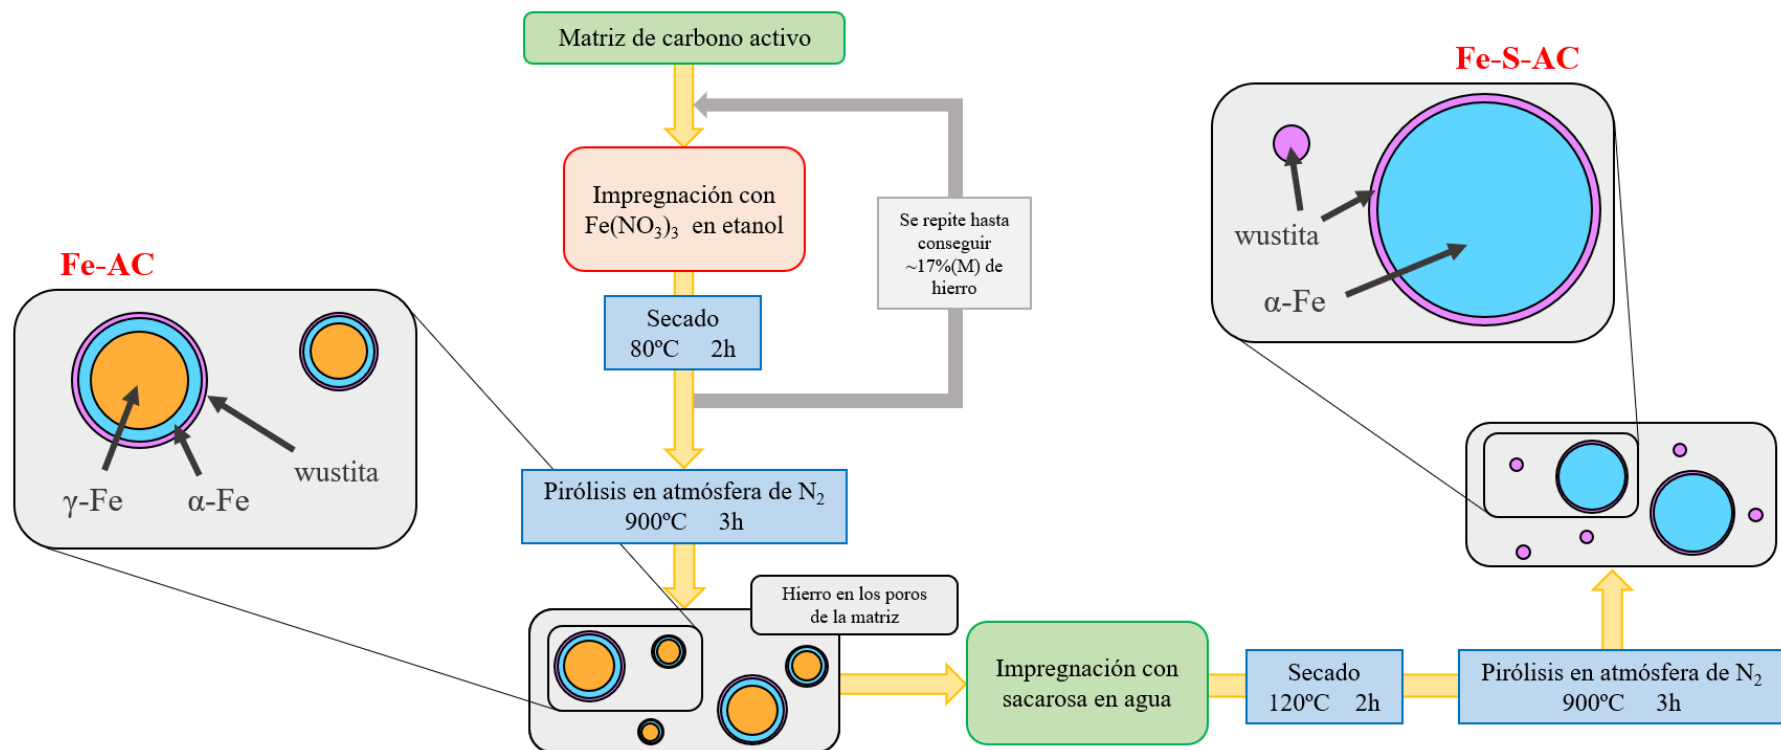 Matriz de carbono activo
Fe-S-AC
Impregnación con
Fe(NO₃)₃ en etanol
Se repite hasta
conseguir
~17%(M) de
hierro
wustita
α-Fe
Fe-AC
Secado
80ºC 2h
wustita
γ-Fe
α-Fe
Pirólisis en atmósfera de N₂
900ºC 3h
Hierro en los poros
de la matriz
Impregnación con
sacarosa en agua
Secado
120ºC 2h
Pirólisis en atmósfera de N₂
900ºC 3h